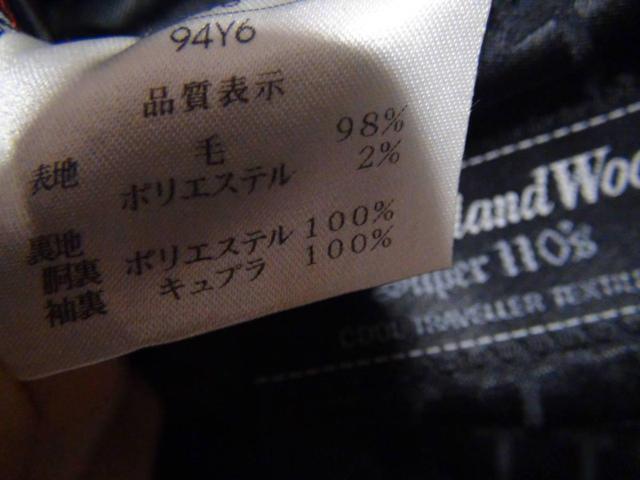 94Y6
品質表示
表地 毛 98%
ポリエステル 2%
裏地
胴裏 ポリエステル 100%
袖裏 キュプラ 100%
Super 110's
COOL TRAVELLER TEXTILE